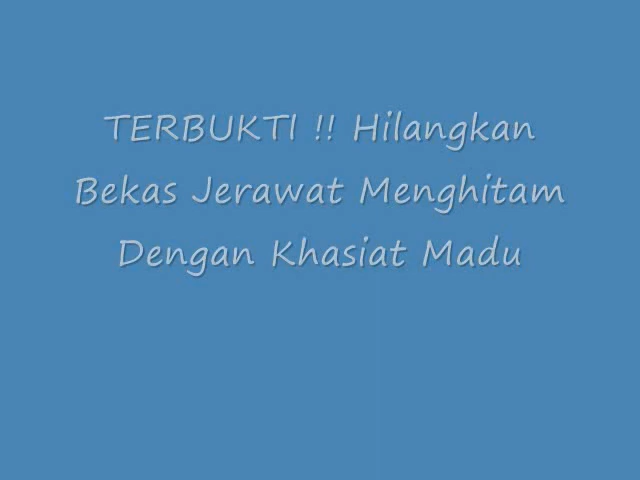 TERBUKTI !! Hilangkan
Bekas Jerawat Menghitam
Dengan Khasiat Madu